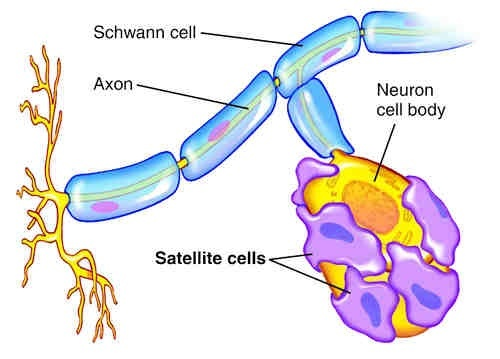 Schwann cell
Axon
Neuron
cell body
Satellite cells